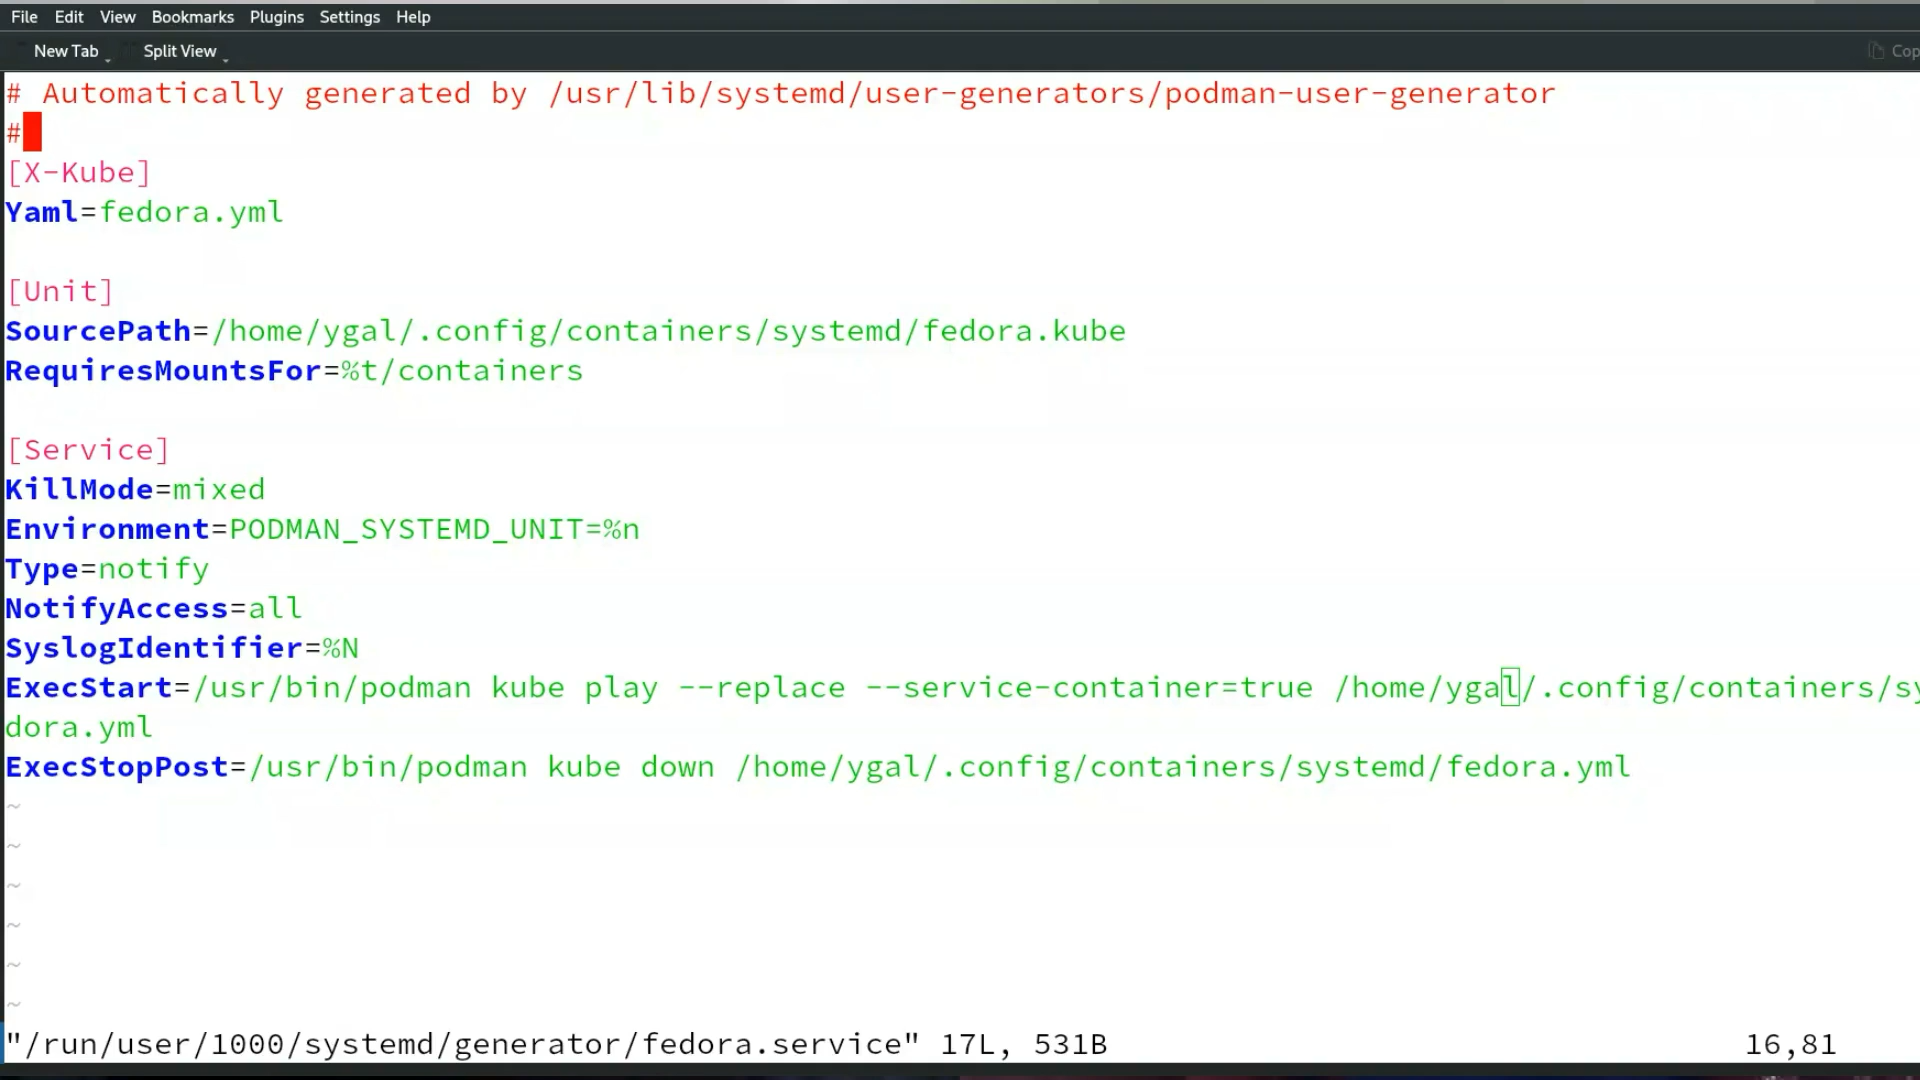 File Edit View Bookmarks Plugins Settings Help
New Tab Split View
# Automatically generated by /usr/lib/systemd/user-generators/podman-user-generator
#
[X-Kube]
Yaml=fedora.yml
[Unit]
SourcePath=/home/ygal/.config/containers/systemd/fedora.kube
RequiresMountsFor=%t/containers
[Service]
KillMode=mixed
Environment=PODMAN_SYSTEMD_UNIT=%n
Type=notify
NotifyAccess=all
SyslogIdentifier=%N
ExecStart=/usr/bin/podman kube play --replace --service-container=true /home/ygal/.config/containers/sy
dora.yml
ExecStopPost=/usr/bin/podman kube down /home/ygal/.config/containers/systemd/fedora.yml
~
~
~
~
~
~
"/run/user/1000/systemd/generator/fedora.service" 17L, 531B 16,81